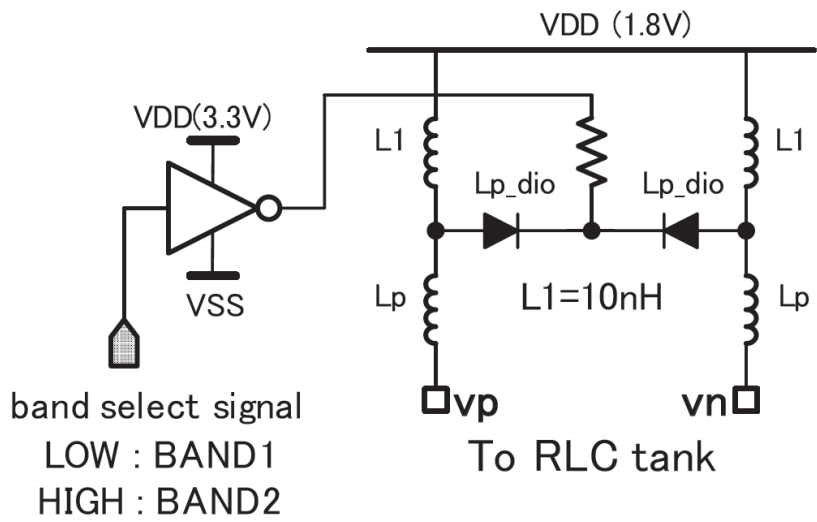 VDD (1.8V)
VDD(3.3V)
L1
L1
Lp_dio
Lp_dio
VSS
Lp
L1=10nH
Lp
vp
vn
band select signal
LOW : BAND1
HIGH : BAND2
To RLC tank